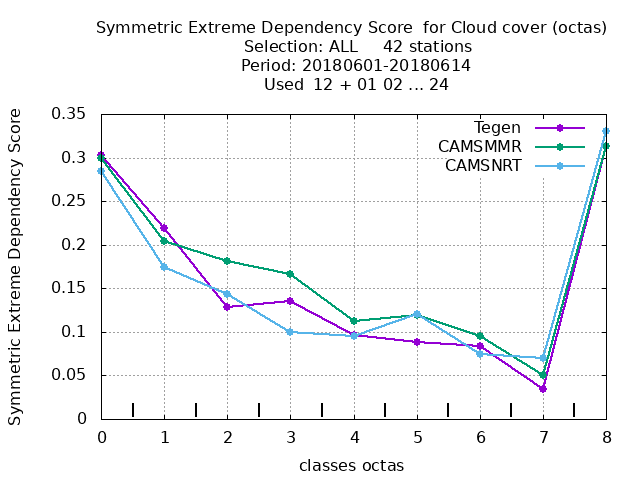 Symmetric Extreme Dependency Score  for Cloud cover (octas)
Selection: ALL     42 stations
Period: 20180601-20180614
Used  12 + 01 02 ... 24
Symmetric Extreme Dependency Score
0.35
0.3
0.25
0.2
0.15
0.1
0.05
0
Tegen
CAMSMMR
CAMSNRT
0 1 2 3 4 5 6 7 8
classes octas